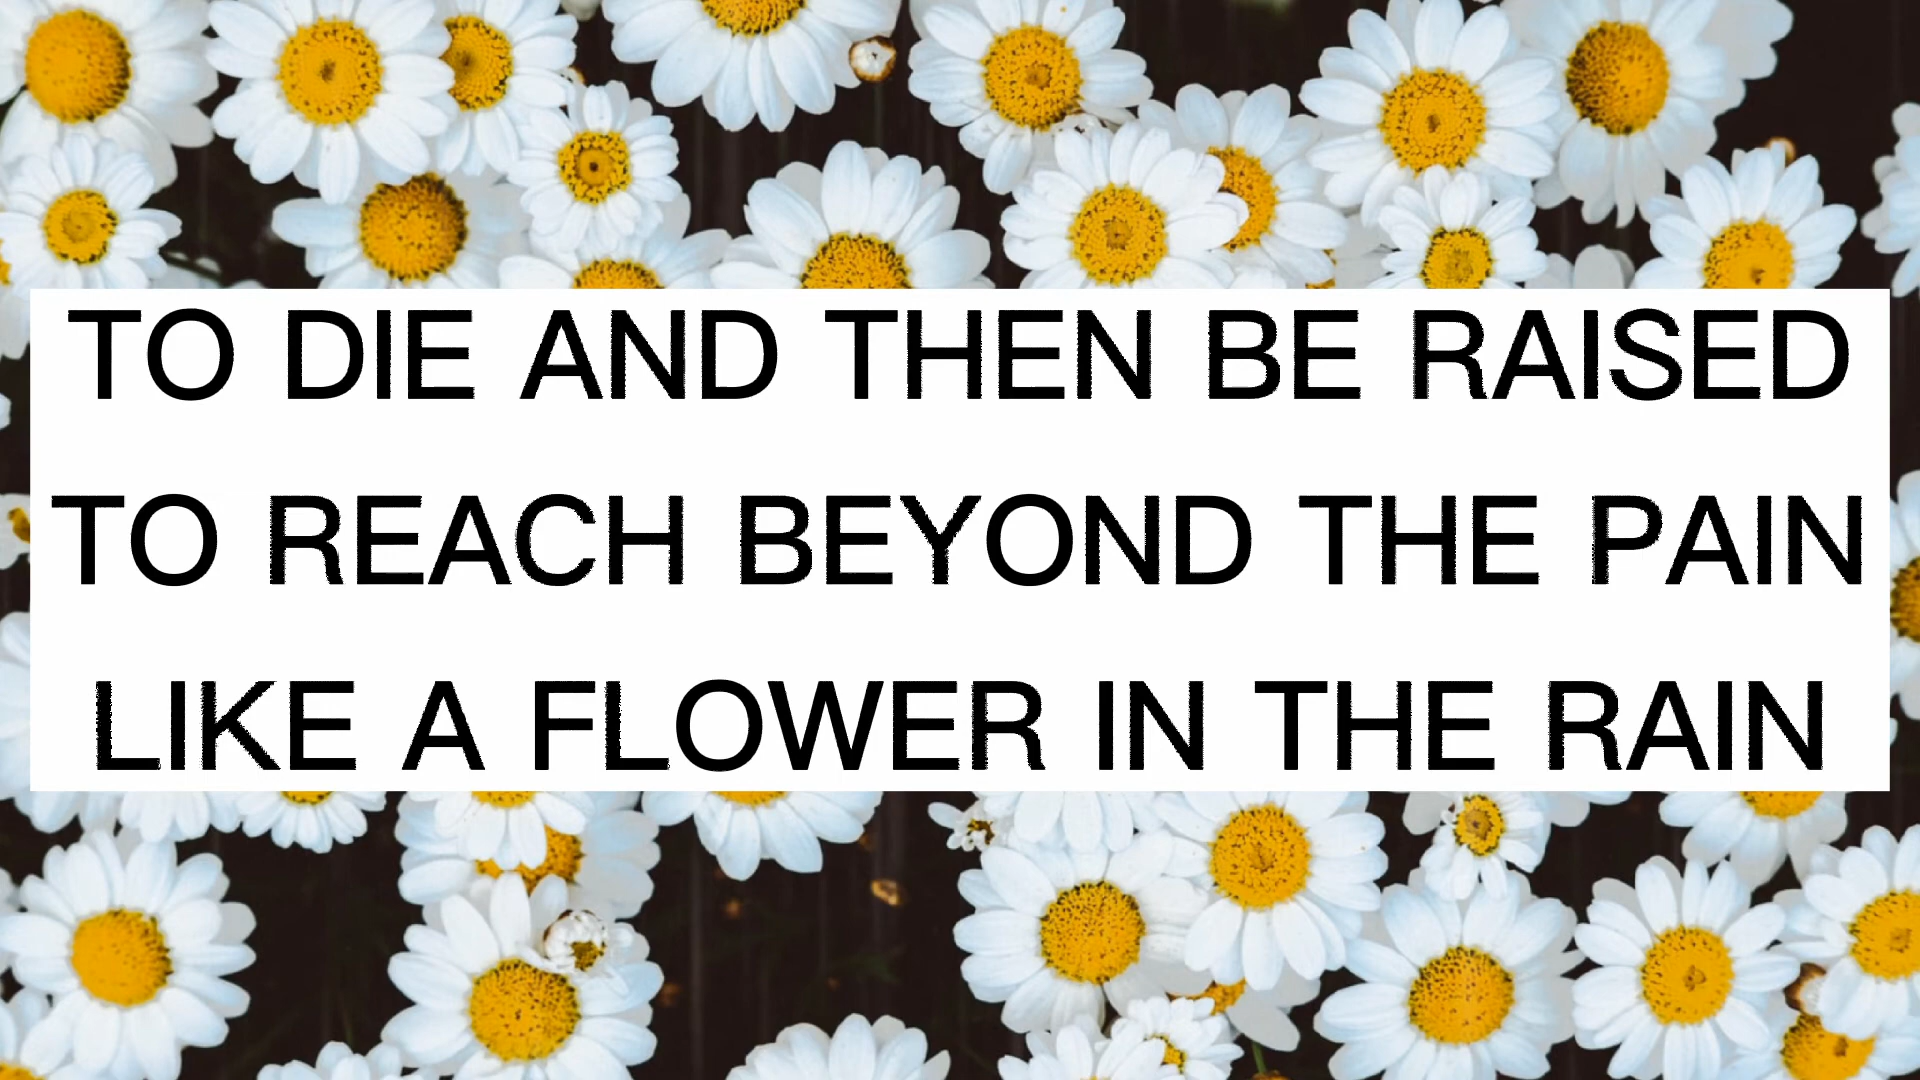 TO DIE AND THEN BE RAISED
TO REACH BEYOND THE PAIN
LIKE A FLOWER IN THE RAIN